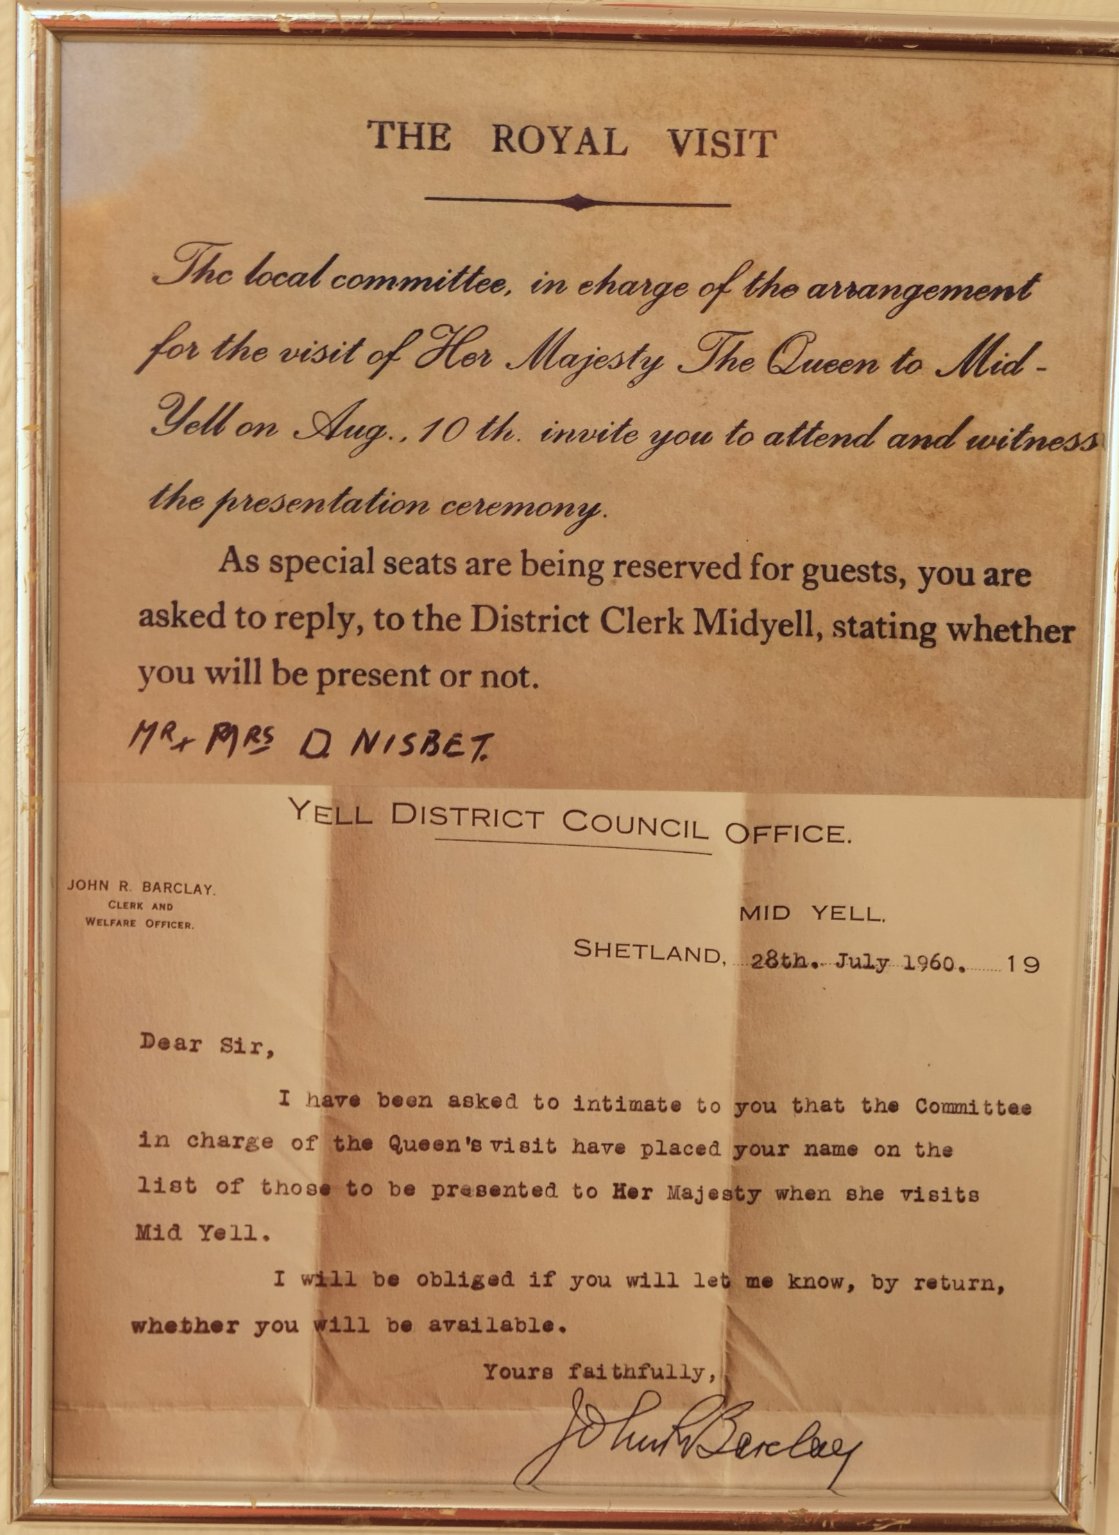 THE ROYAL VISIT
The local committee, in charge of the arrangement
for the visit of Her Majesty The Queen to Mid-
Yell on Aug., 10 th. invite you to attend and witness
the presentation ceremony.
As special seats are being reserved for guests, you are
asked to reply, to the District Clerk Midyell, stating whether
you will be present or not.
MR + MRS D NISBET.
YELL DISTRICT COUNCIL OFFICE.
JOHN R. BARCLAY.
CLERK AND
WELFARE OFFICER.
MID YELL.
SHETLAND, 28th. July 1960. 19
Dear Sir,
I have been asked to intimate to you that the Committee
in charge of the Queen's visit have placed your name on the
list of those to be presented to Her Majesty when she visits
Mid Yell.
I will be obliged if you will let me know, by return,
whether you will be available.
Yours faithfully,
John R Barclay